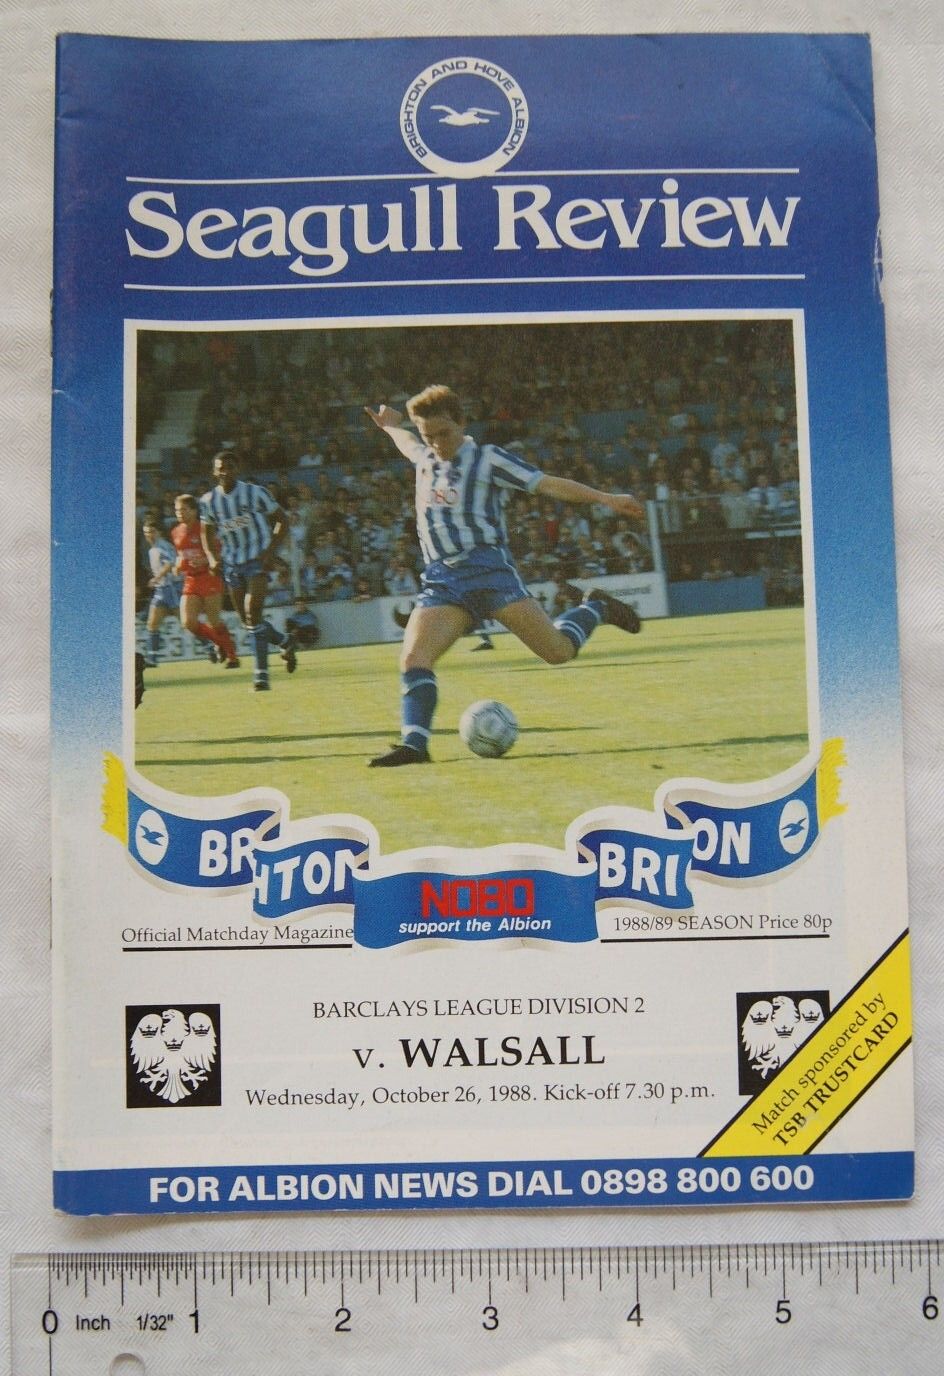 BRIGHTON AND HOVE ALBION
Seagull Review
NOBO
BR HTON BRI ON
NOBO
support the Albion
Official Matchday Magazine
1988/89 SEASON Price 80p
BARCLAYS LEAGUE DIVISION 2
v. WALSALL
Wednesday, October 26, 1988. Kick-off 7.30 p.m.
Match sponsored by
TSB TRUSTCARD
FOR ALBION NEWS DIAL 0898 800 600
0 Inch 1/32" 1 2 3 4 5 6